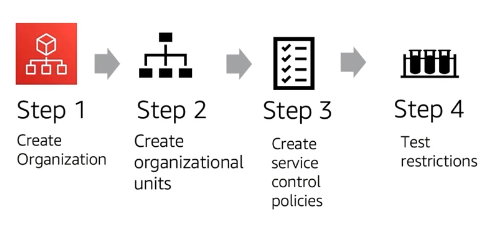 Step 1
Create
Organization
Step 2
Create
organizational
units
Step 3
Create
service
control
policies
Step 4
Test
restrictions